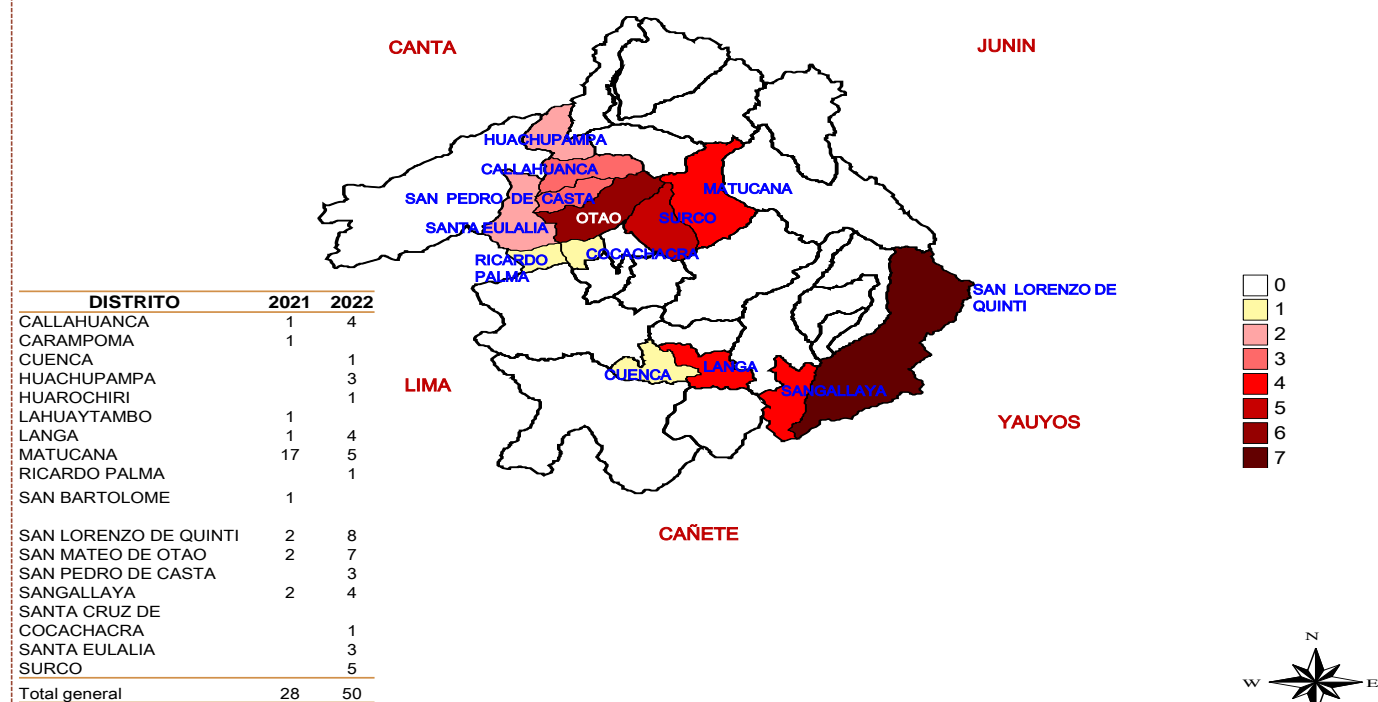 CANTA
JUNIN
HUACHUPAMPA
CALLAHUANCA
MATUCANA
SAN PEDRO DE CASTA
OTAO
SURCO
SANTA EULALIA
COCACHACRA
RICARDO
PALMA
SAN LORENZO DE
QUINTI
LANGA
CUENCA
LIMA
SANGALLAYA
YAUYOS
CAÑETE
DISTRITO 2021 2022
CALLAHUANCA 1 4
CARAMPOMA 1
CUENCA 1
HUACHUPAMPA 3
HUAROCHIRI 1
LAHUAYTAMBO 1
LANGA 1 4
MATUCANA 17 5
RICARDO PALMA 1
SAN BARTOLOME 1
SAN LORENZO DE QUINTI 2 8
SAN MATEO DE OTAO 2 7
SAN PEDRO DE CASTA 3
SANGALLAYA 2 4
SANTA CRUZ DE
COCACHACRA 1
SANTA EULALIA 3
SURCO 5
Total general 28 50
0
1
2
3
4
5
6
7
N
W E